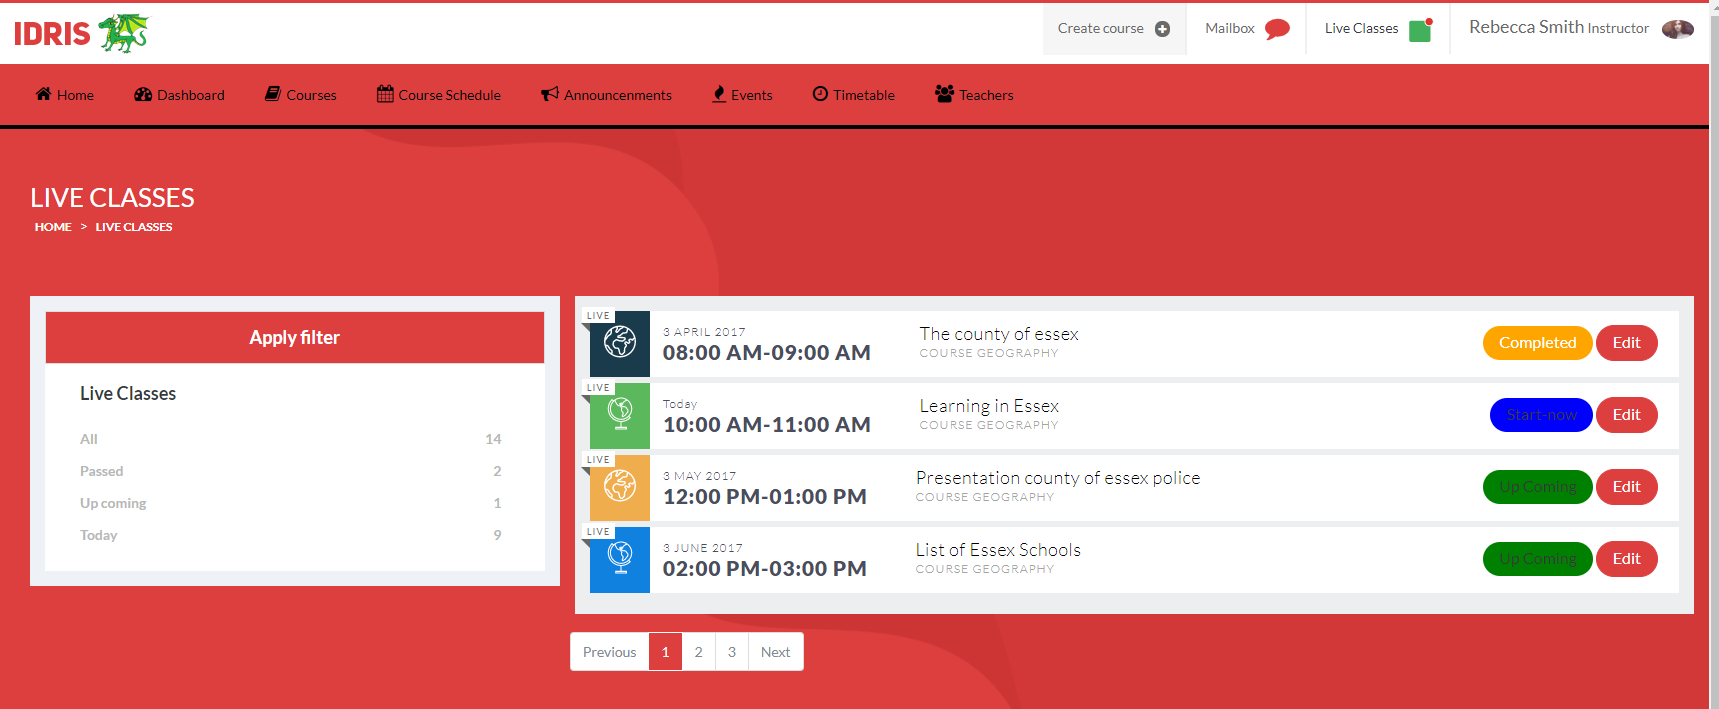 IDRIS
Create course
Mailbox
Live Classes
Rebecca Smith Instructor
Home
Dashboard
Courses
Course Schedule
Announcenments
Events
Timetable
Teachers
LIVE CLASSES
HOME > LIVE CLASSES
Apply filter
Live Classes
All 14
Passed 2
Up coming 1
Today 9
LIVE
3 APRIL 2017
08:00 AM-09:00 AM
The county of essex
COURSE GEOGRAPHY
Completed
Edit
LIVE
Today
10:00 AM-11:00 AM
Learning in Essex
COURSE GEOGRAPHY
Start-now
Edit
LIVE
3 MAY 2017
12:00 PM-01:00 PM
Presentation county of essex police
COURSE GEOGRAPHY
Up Coming
Edit
LIVE
3 JUNE 2017
02:00 PM-03:00 PM
List of Essex Schools
COURSE GEOGRAPHY
Up Coming
Edit
Previous 1 2 3 Next